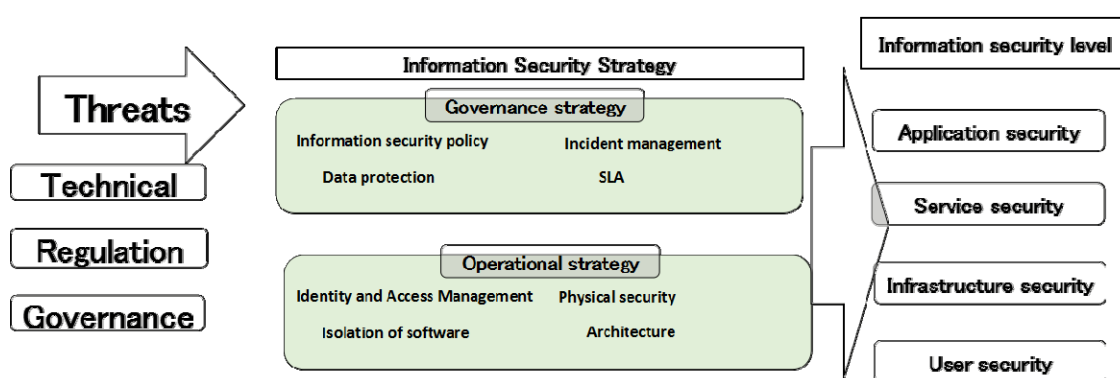 Threats
Technical
Regulation
Governance
Information Security Strategy
Governance strategy
Information security policy
Incident management
Data protection
SLA
Operational strategy
Identity and Access Management
Physical security
Isolation of software
Architecture
Information security level
Application security
Service security
Infrastructure security
User security